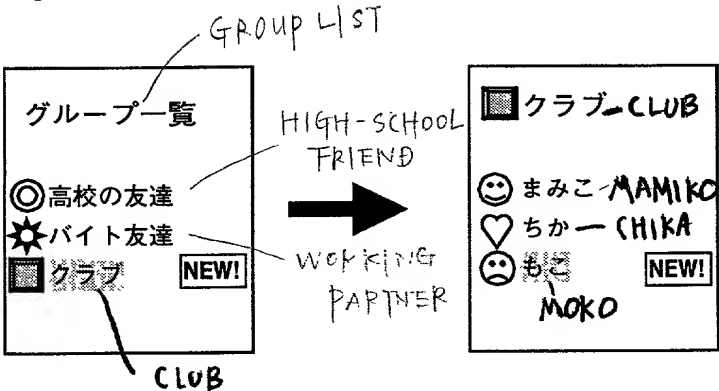 GROUP LIST
グループ一覧
HIGH-SCHOOL
FRIEND
◎高校の友達
バイト友達
クラブ NEW!
WORKING
PARTNER
CLUB
クラブ CLUB
まみこ MAMIKO
♡ちか CHIKA
もこ NEW!
MOKO